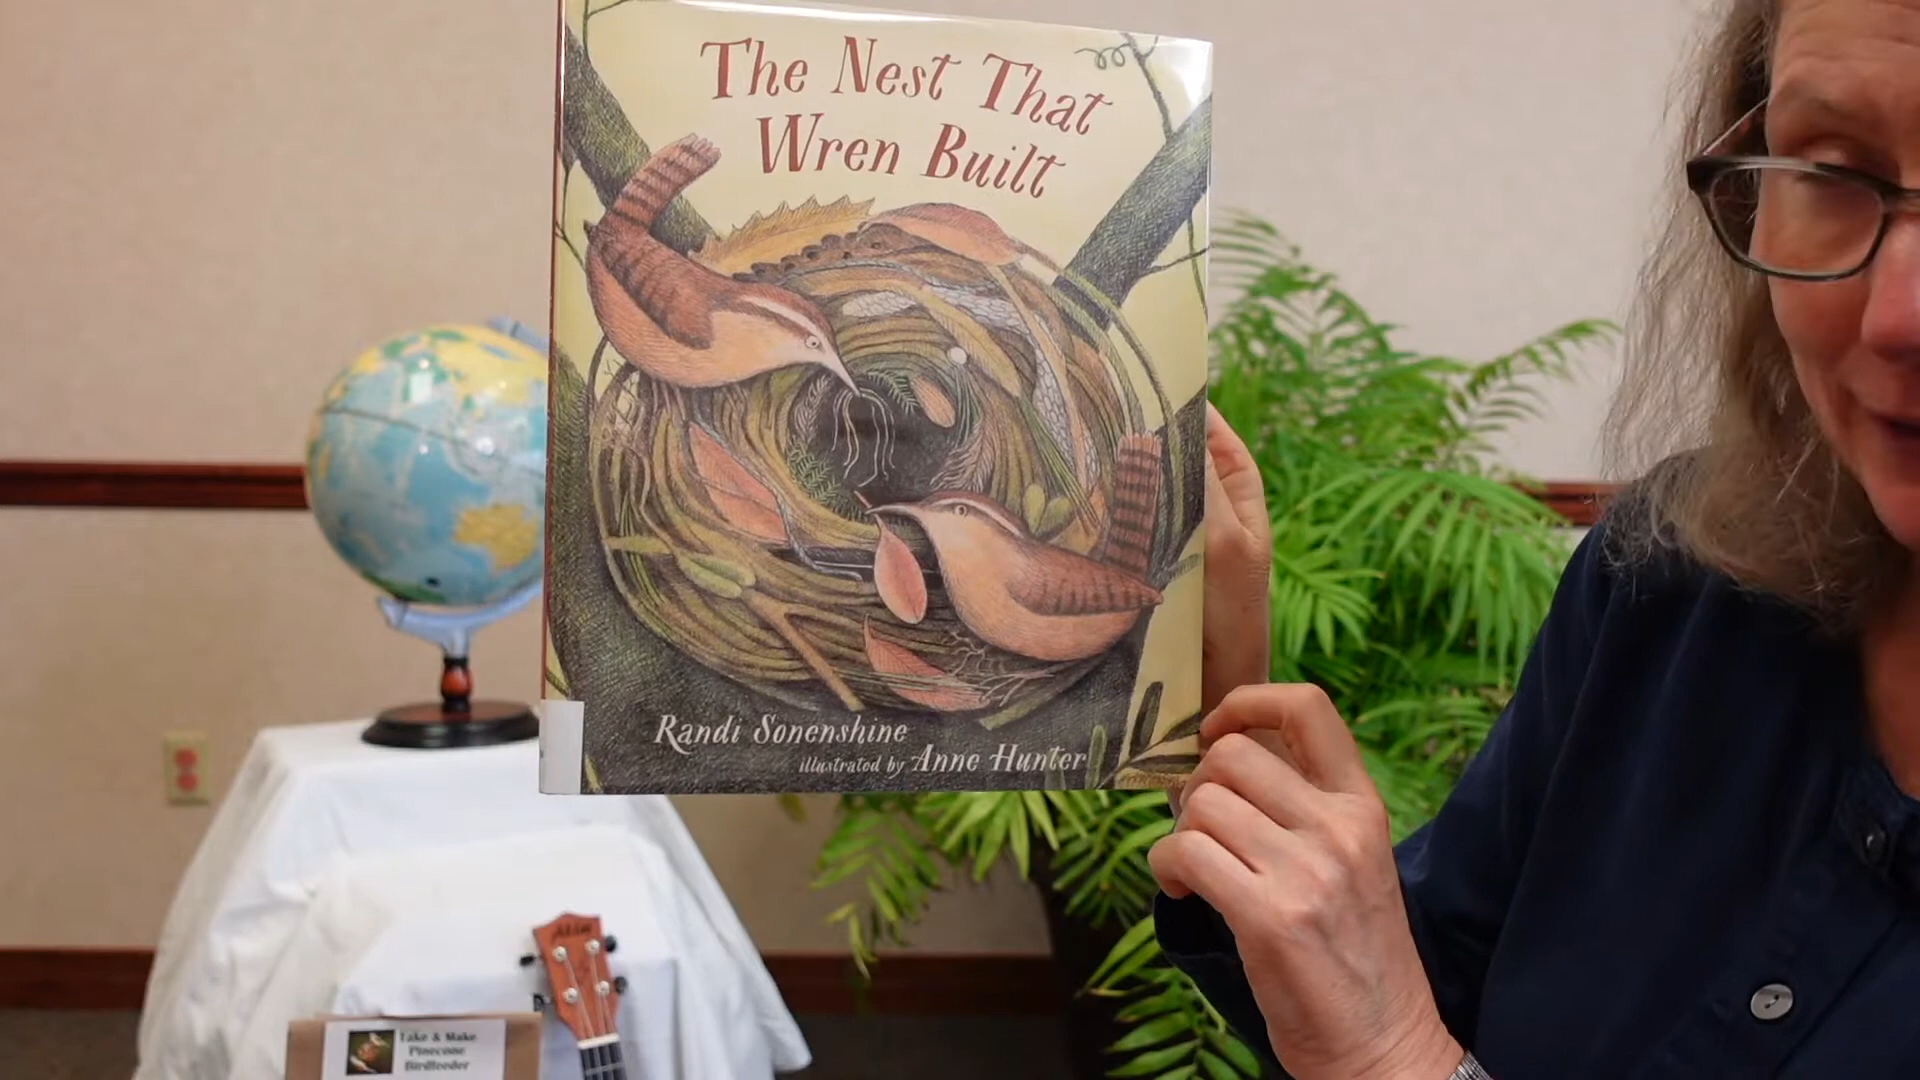 The Nest That
Wren Built
Randi Sonenshine
illustrated by Anne Hunter
Take & Make
Pinecone
Birdfeeder